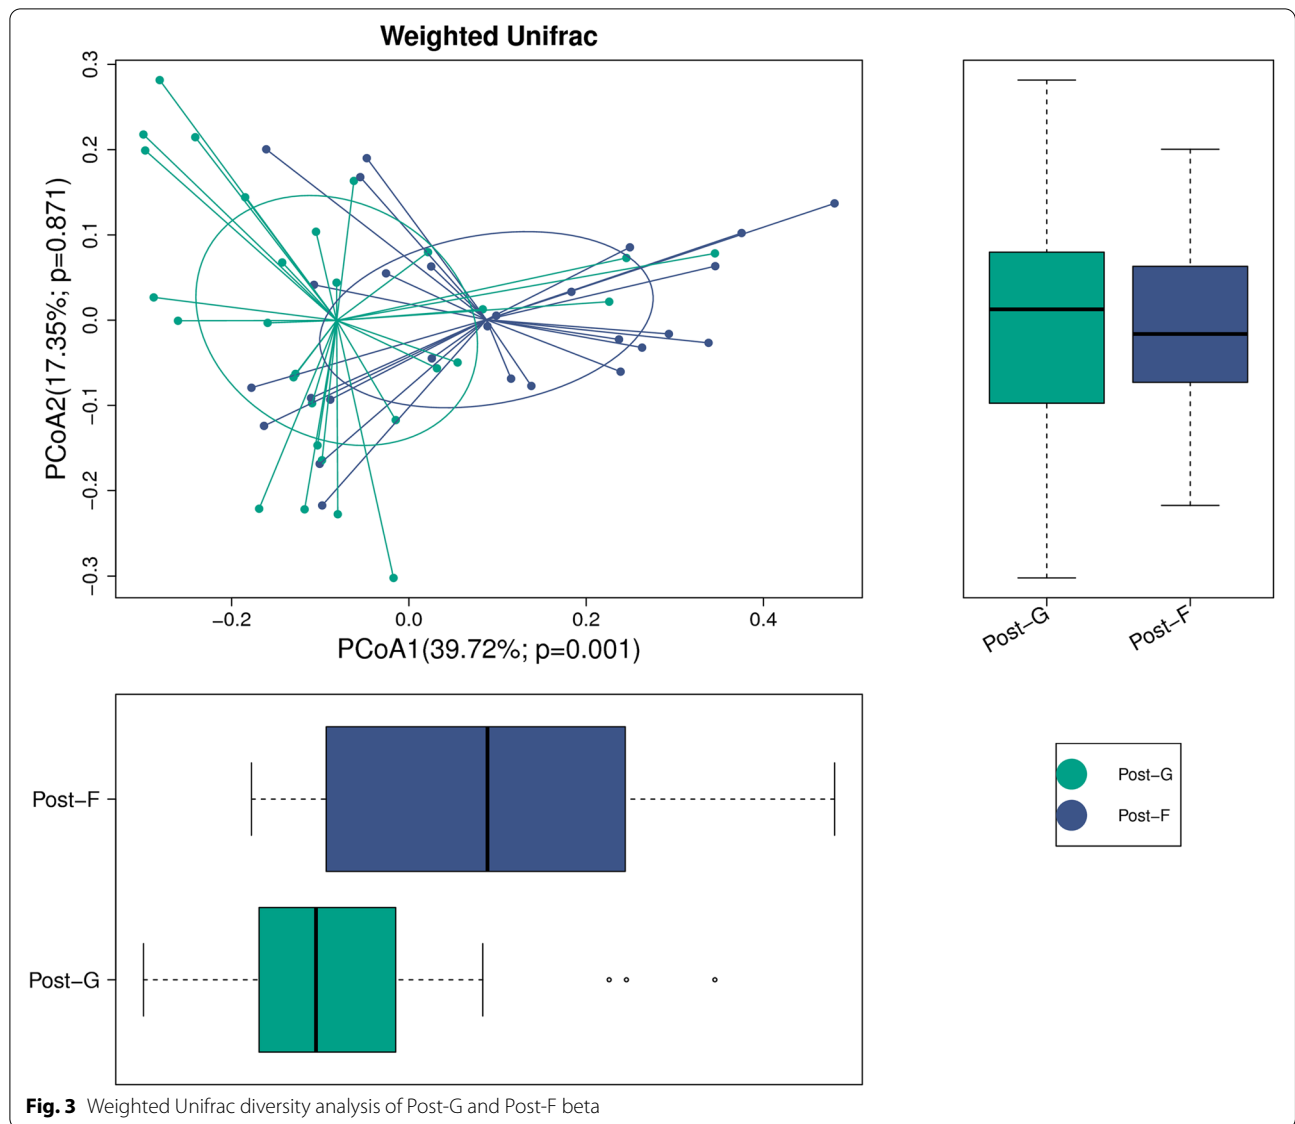 Weighted Unifrac
0.3
0.2
0.1
0.0
−0.1
−0.2
−0.3
PCoA2(17.35%; p=0.871)
−0.2 0.0 0.2 0.4
PCoA1(39.72%; p=0.001)
Post−G Post−F
Post−F
Post−G
Post−G
Post−F
Fig. 3 Weighted Unifrac diversity analysis of Post-G and Post-F beta